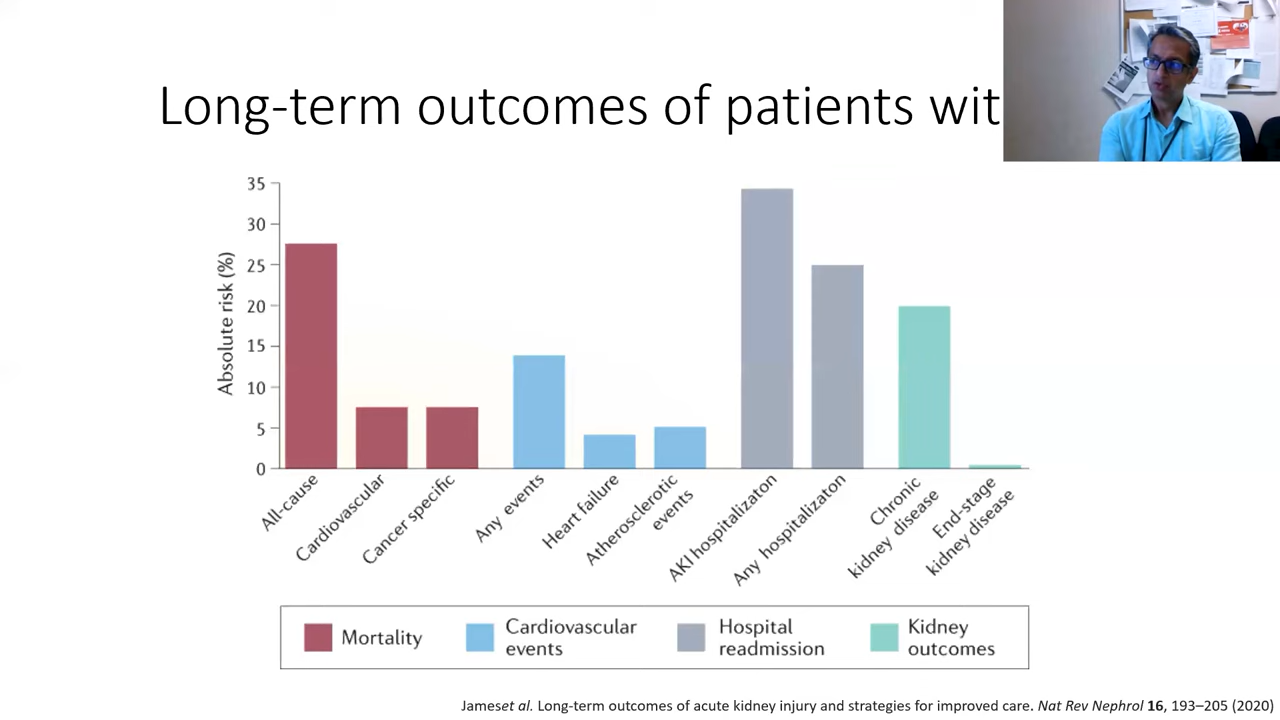 Long-term outcomes of patients wit
35
30
25
20
15
10
5
0
Absolute risk (%)
All-cause
Cardiovascular
Cancer specific
Any events
Heart failure
Atherosclerotic
events
AKI hospitalizaton
Any hospitalizaton
Chronic
kidney disease
End-stage
kidney disease
Mortality
Cardiovascular
events
Hospital
readmission
Kidney
outcomes
Jameset al. Long-term outcomes of acute kidney injury and strategies for improved care. Nat Rev Nephrol 16, 193–205 (2020)